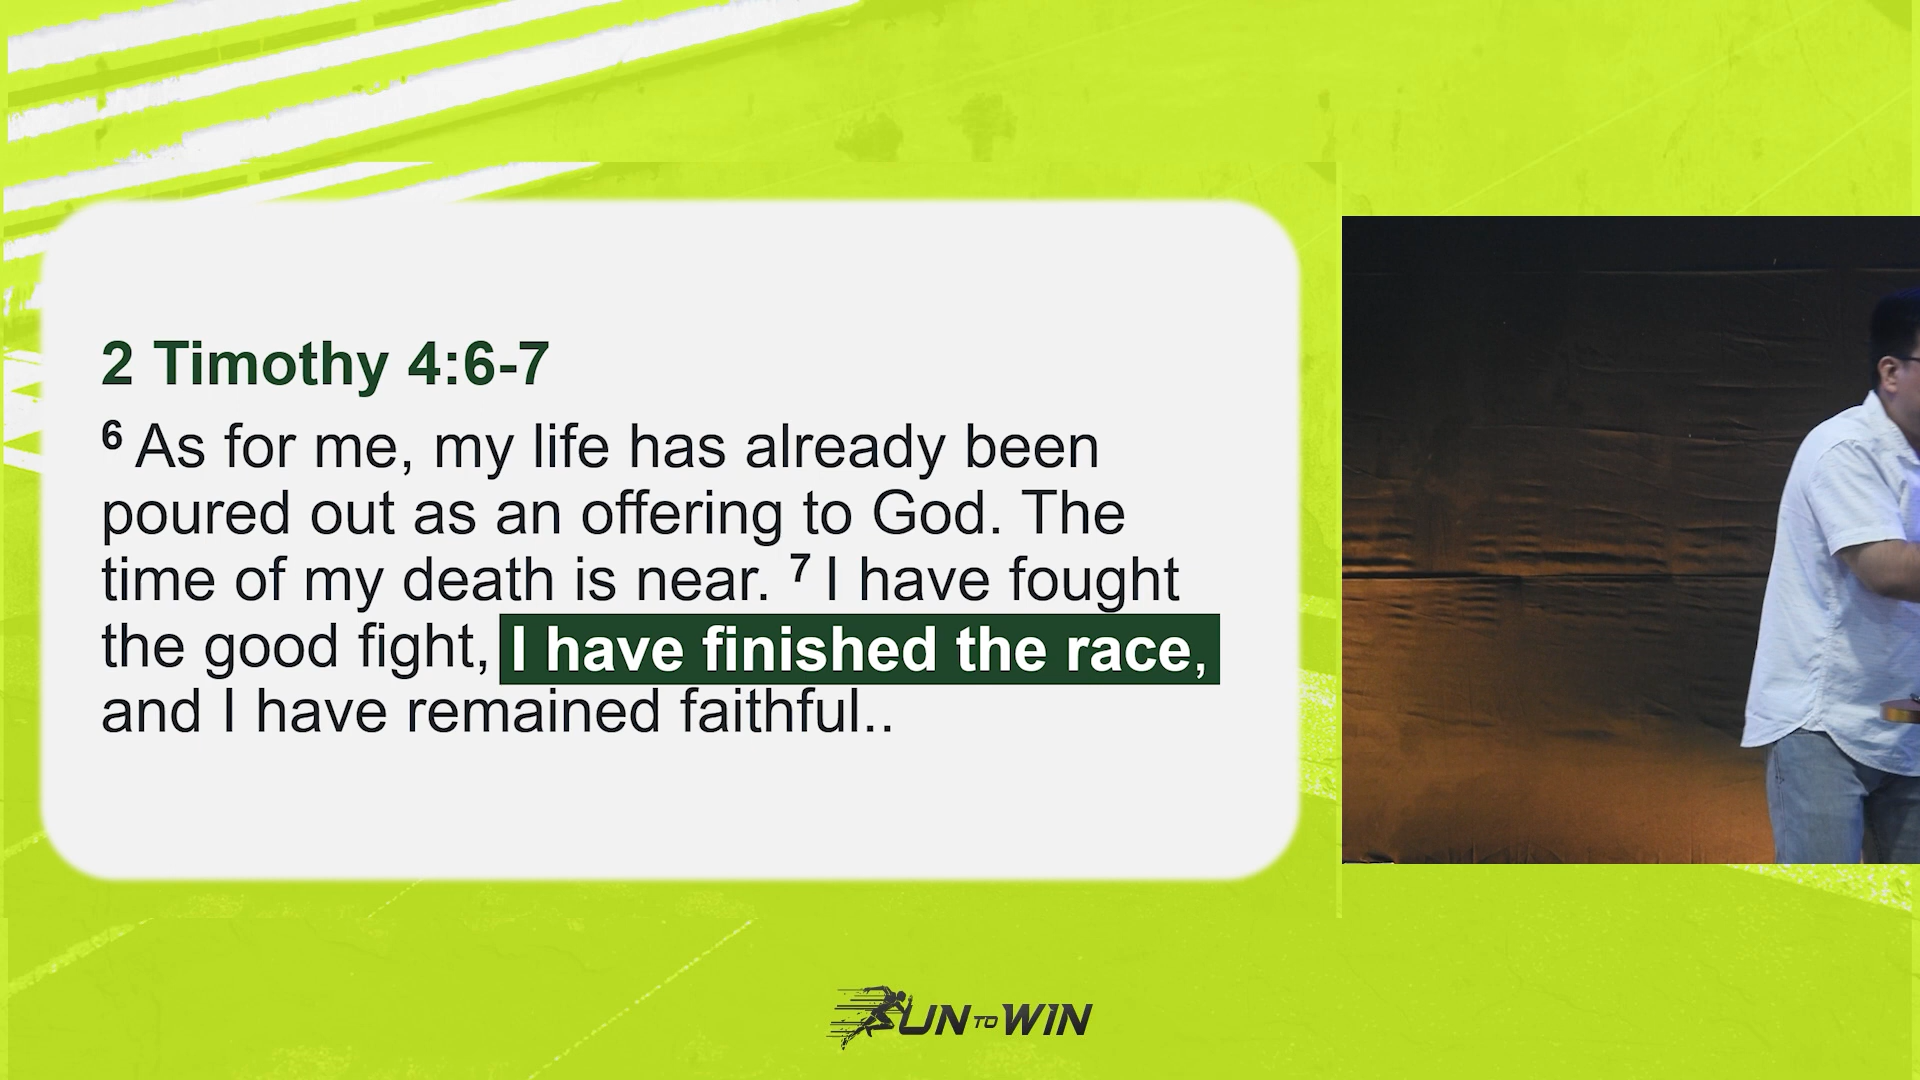 2 Timothy 4:6-7
6 As for me, my life has already been
poured out as an offering to God. The
time of my death is near. 7 I have fought
the good fight, I have finished the race,
and I have remained faithful..
RUN TO WIN